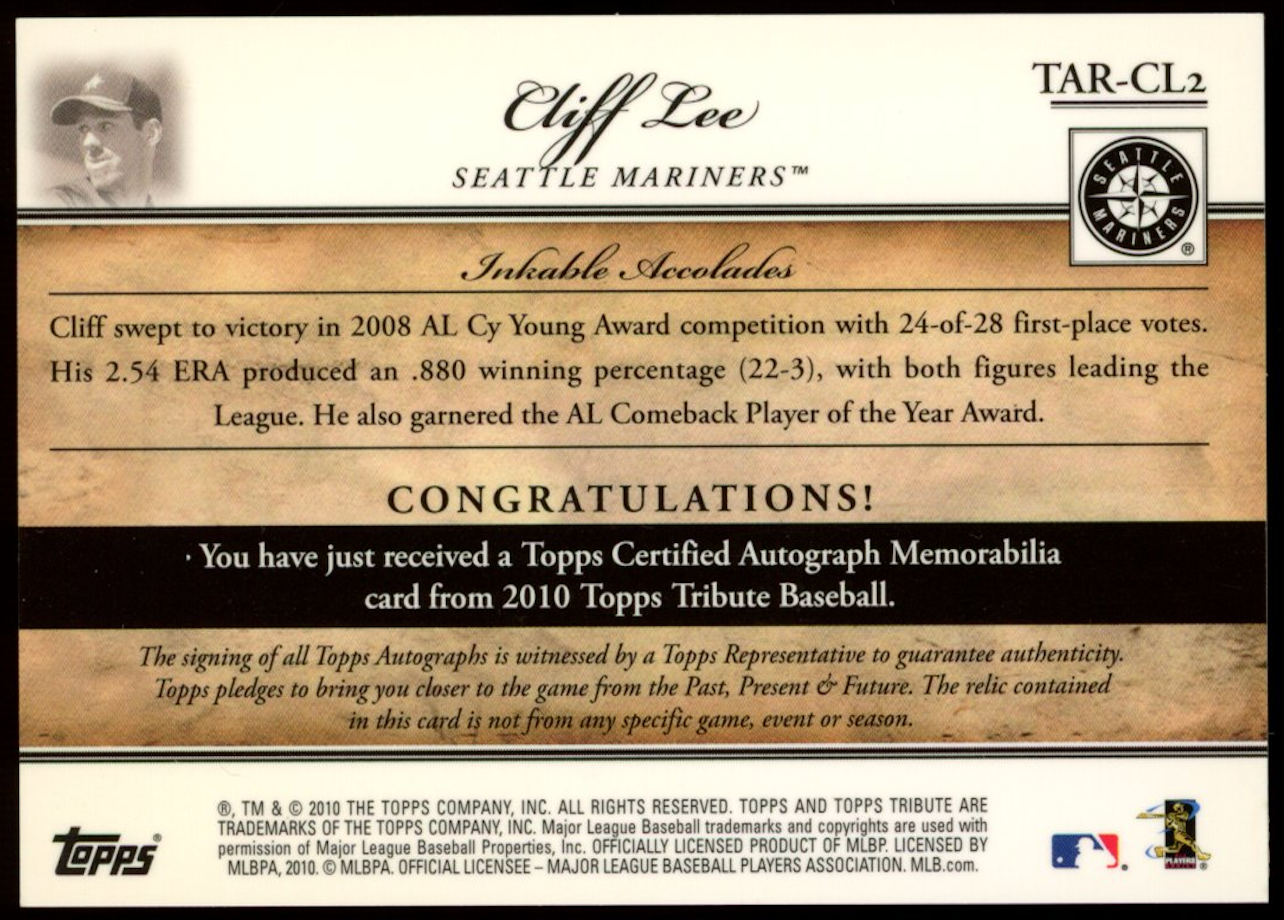 Cliff Lee
SEATTLE MARINERS™
TAR-CL2
SEATTLE
MARINERS
®
Inkable Accolades
Cliff swept to victory in 2008 AL Cy Young Award competition with 24-of-28 first-place votes.
His 2.54 ERA produced an .880 winning percentage (22-3), with both figures leading the
League. He also garnered the AL Comeback Player of the Year Award.
CONGRATULATIONS!
You have just received a Topps Certified Autograph Memorabilia
card from 2010 Topps Tribute Baseball.
The signing of all Topps Autographs is witnessed by a Topps Representative to guarantee authenticity.
Topps pledges to bring you closer to the game from the Past, Present & Future. The relic contained
in this card is not from any specific game, event or season.
®, TM & © 2010 THE TOPPS COMPANY, INC. ALL RIGHTS RESERVED. TOPPS AND TOPPS TRIBUTE ARE
TRADEMARKS OF THE TOPPS COMPANY, INC. Major League Baseball trademarks and copyrights are used with
permission of Major League Baseball Properties, Inc. OFFICIALLY LICENSED PRODUCT OF MLBP. LICENSED BY
MLBPA, 2010. © MLBPA. OFFICIAL LICENSEE – MAJOR LEAGUE BASEBALL PLAYERS ASSOCIATION. MLB.com.
topps®
PLAYERS